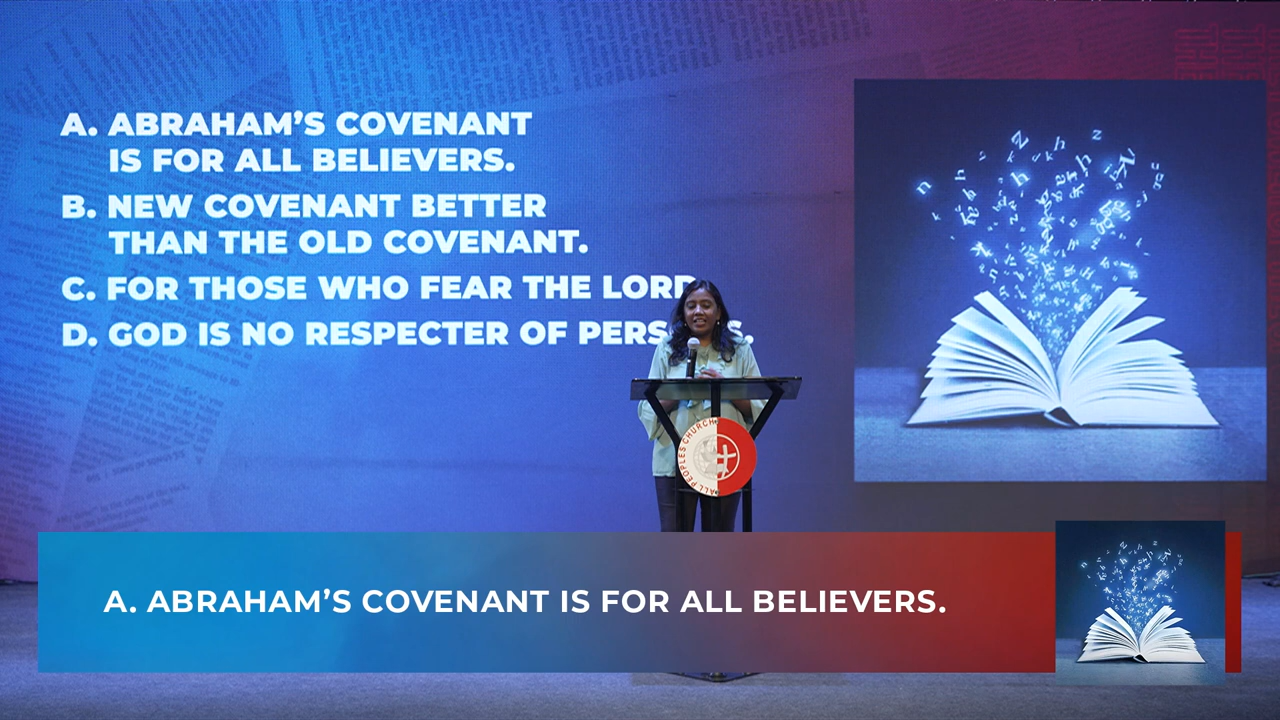 A. ABRAHAM’S COVENANT
IS FOR ALL BELIEVERS.
B. NEW COVENANT BETTER
THAN THE OLD COVENANT.
C. FOR THOSE WHO FEAR THE LORD
D. GOD IS NO RESPECTER OF
ALL PEOPLES CHURCH
A. ABRAHAM’S COVENANT IS FOR ALL BELIEVERS.